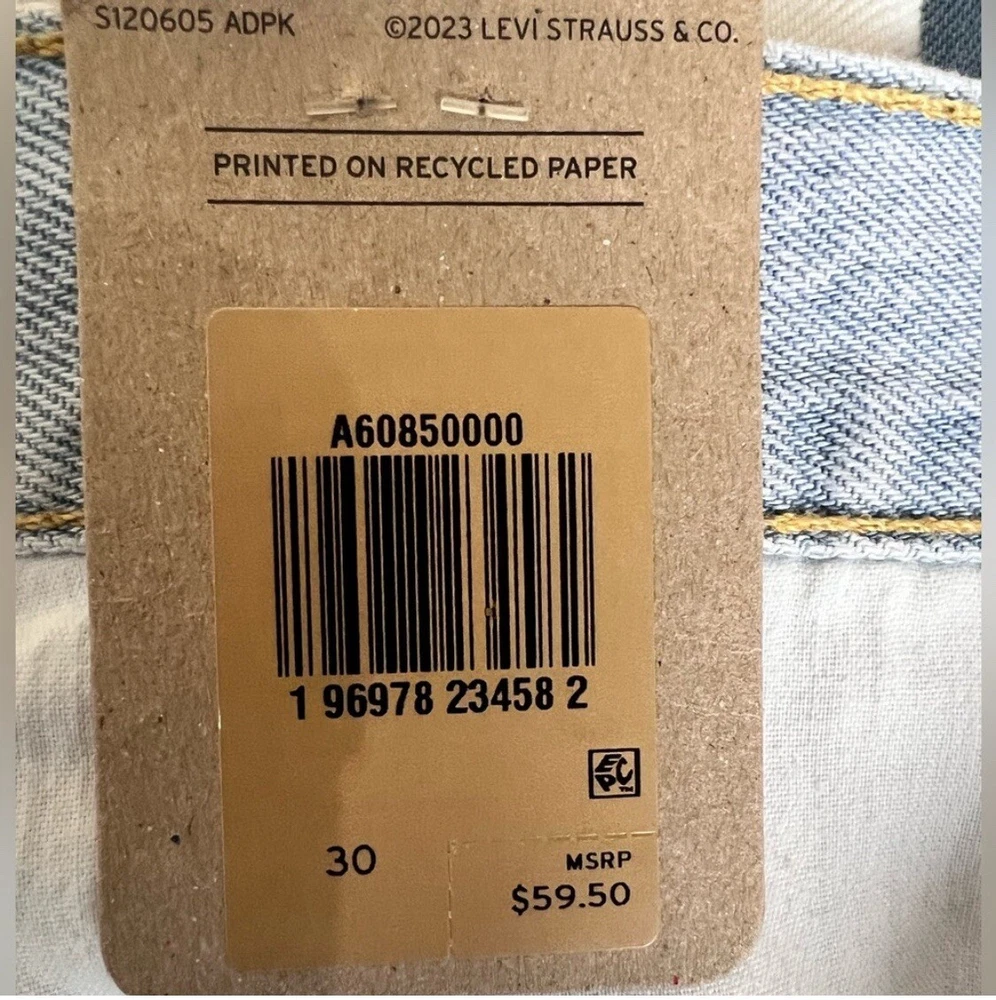 S120605 ADPK ©2023 LEVI STRAUSS & CO.
PRINTED ON RECYCLED PAPER
A60850000
1 96978 23458 2
EPC™
30
MSRP
$59.50